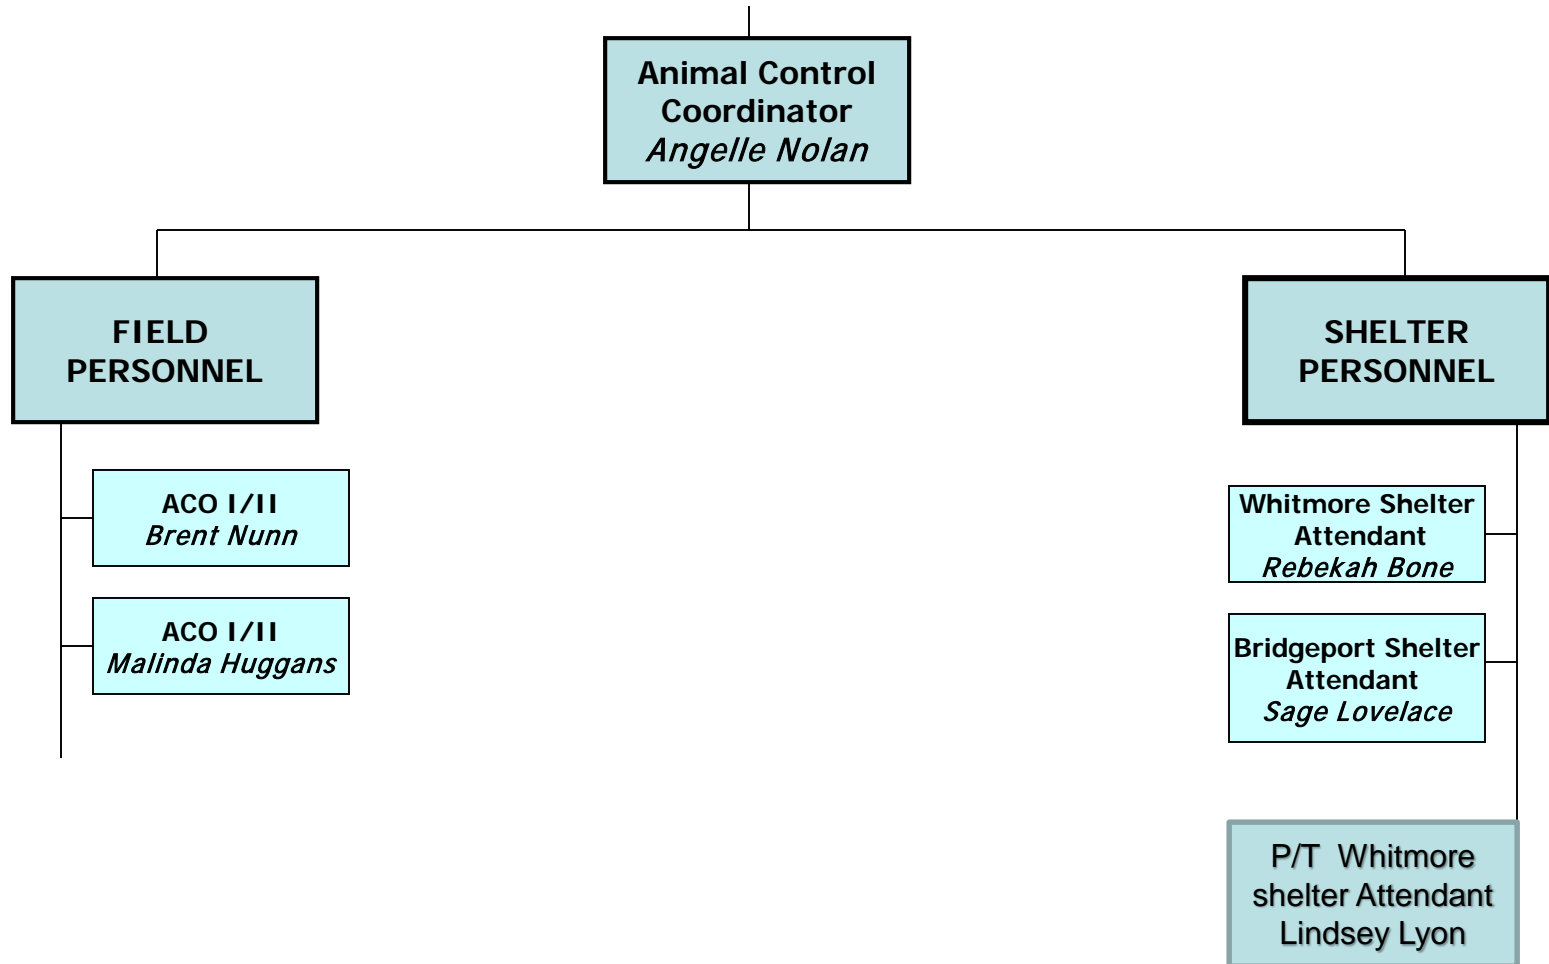 Animal Control
Coordinator
Angelle Nolan
FIELD
PERSONNEL
SHELTER
PERSONNEL
ACO I/II
Brent Nunn
ACO I/II
Malinda Huggans
Whitmore Shelter
Attendant
Rebekah Bone
Bridgeport Shelter
Attendant
Sage Lovelace
P/T Whitmore
shelter Attendant
Lindsey Lyon